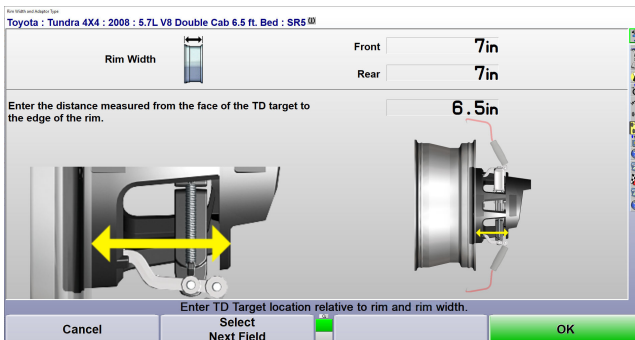 Rim Width and Adaptor Type
Toyota : Tundra 4X4 : 2008 : 5.7L V8 Double Cab 6.5 ft. Bed : SR5
Rim Width
Front 7in
Rear 7in
Enter the distance measured from the face of the TD target to
the edge of the rim.
6.5in
Enter TD Target location relative to rim and rim width.
Cancel
Select
Next Field
OK